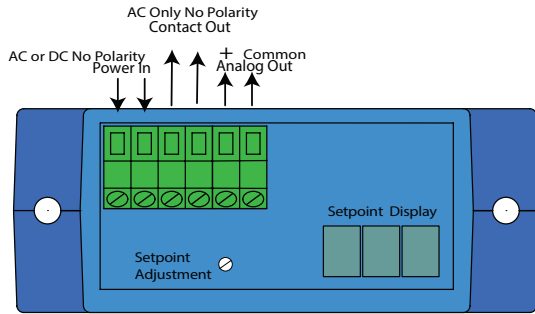 AC Only No Polarity
Contact Out
AC or DC No Polarity
Power In
+ Common
Analog Out
Setpoint Display
Setpoint
Adjustment